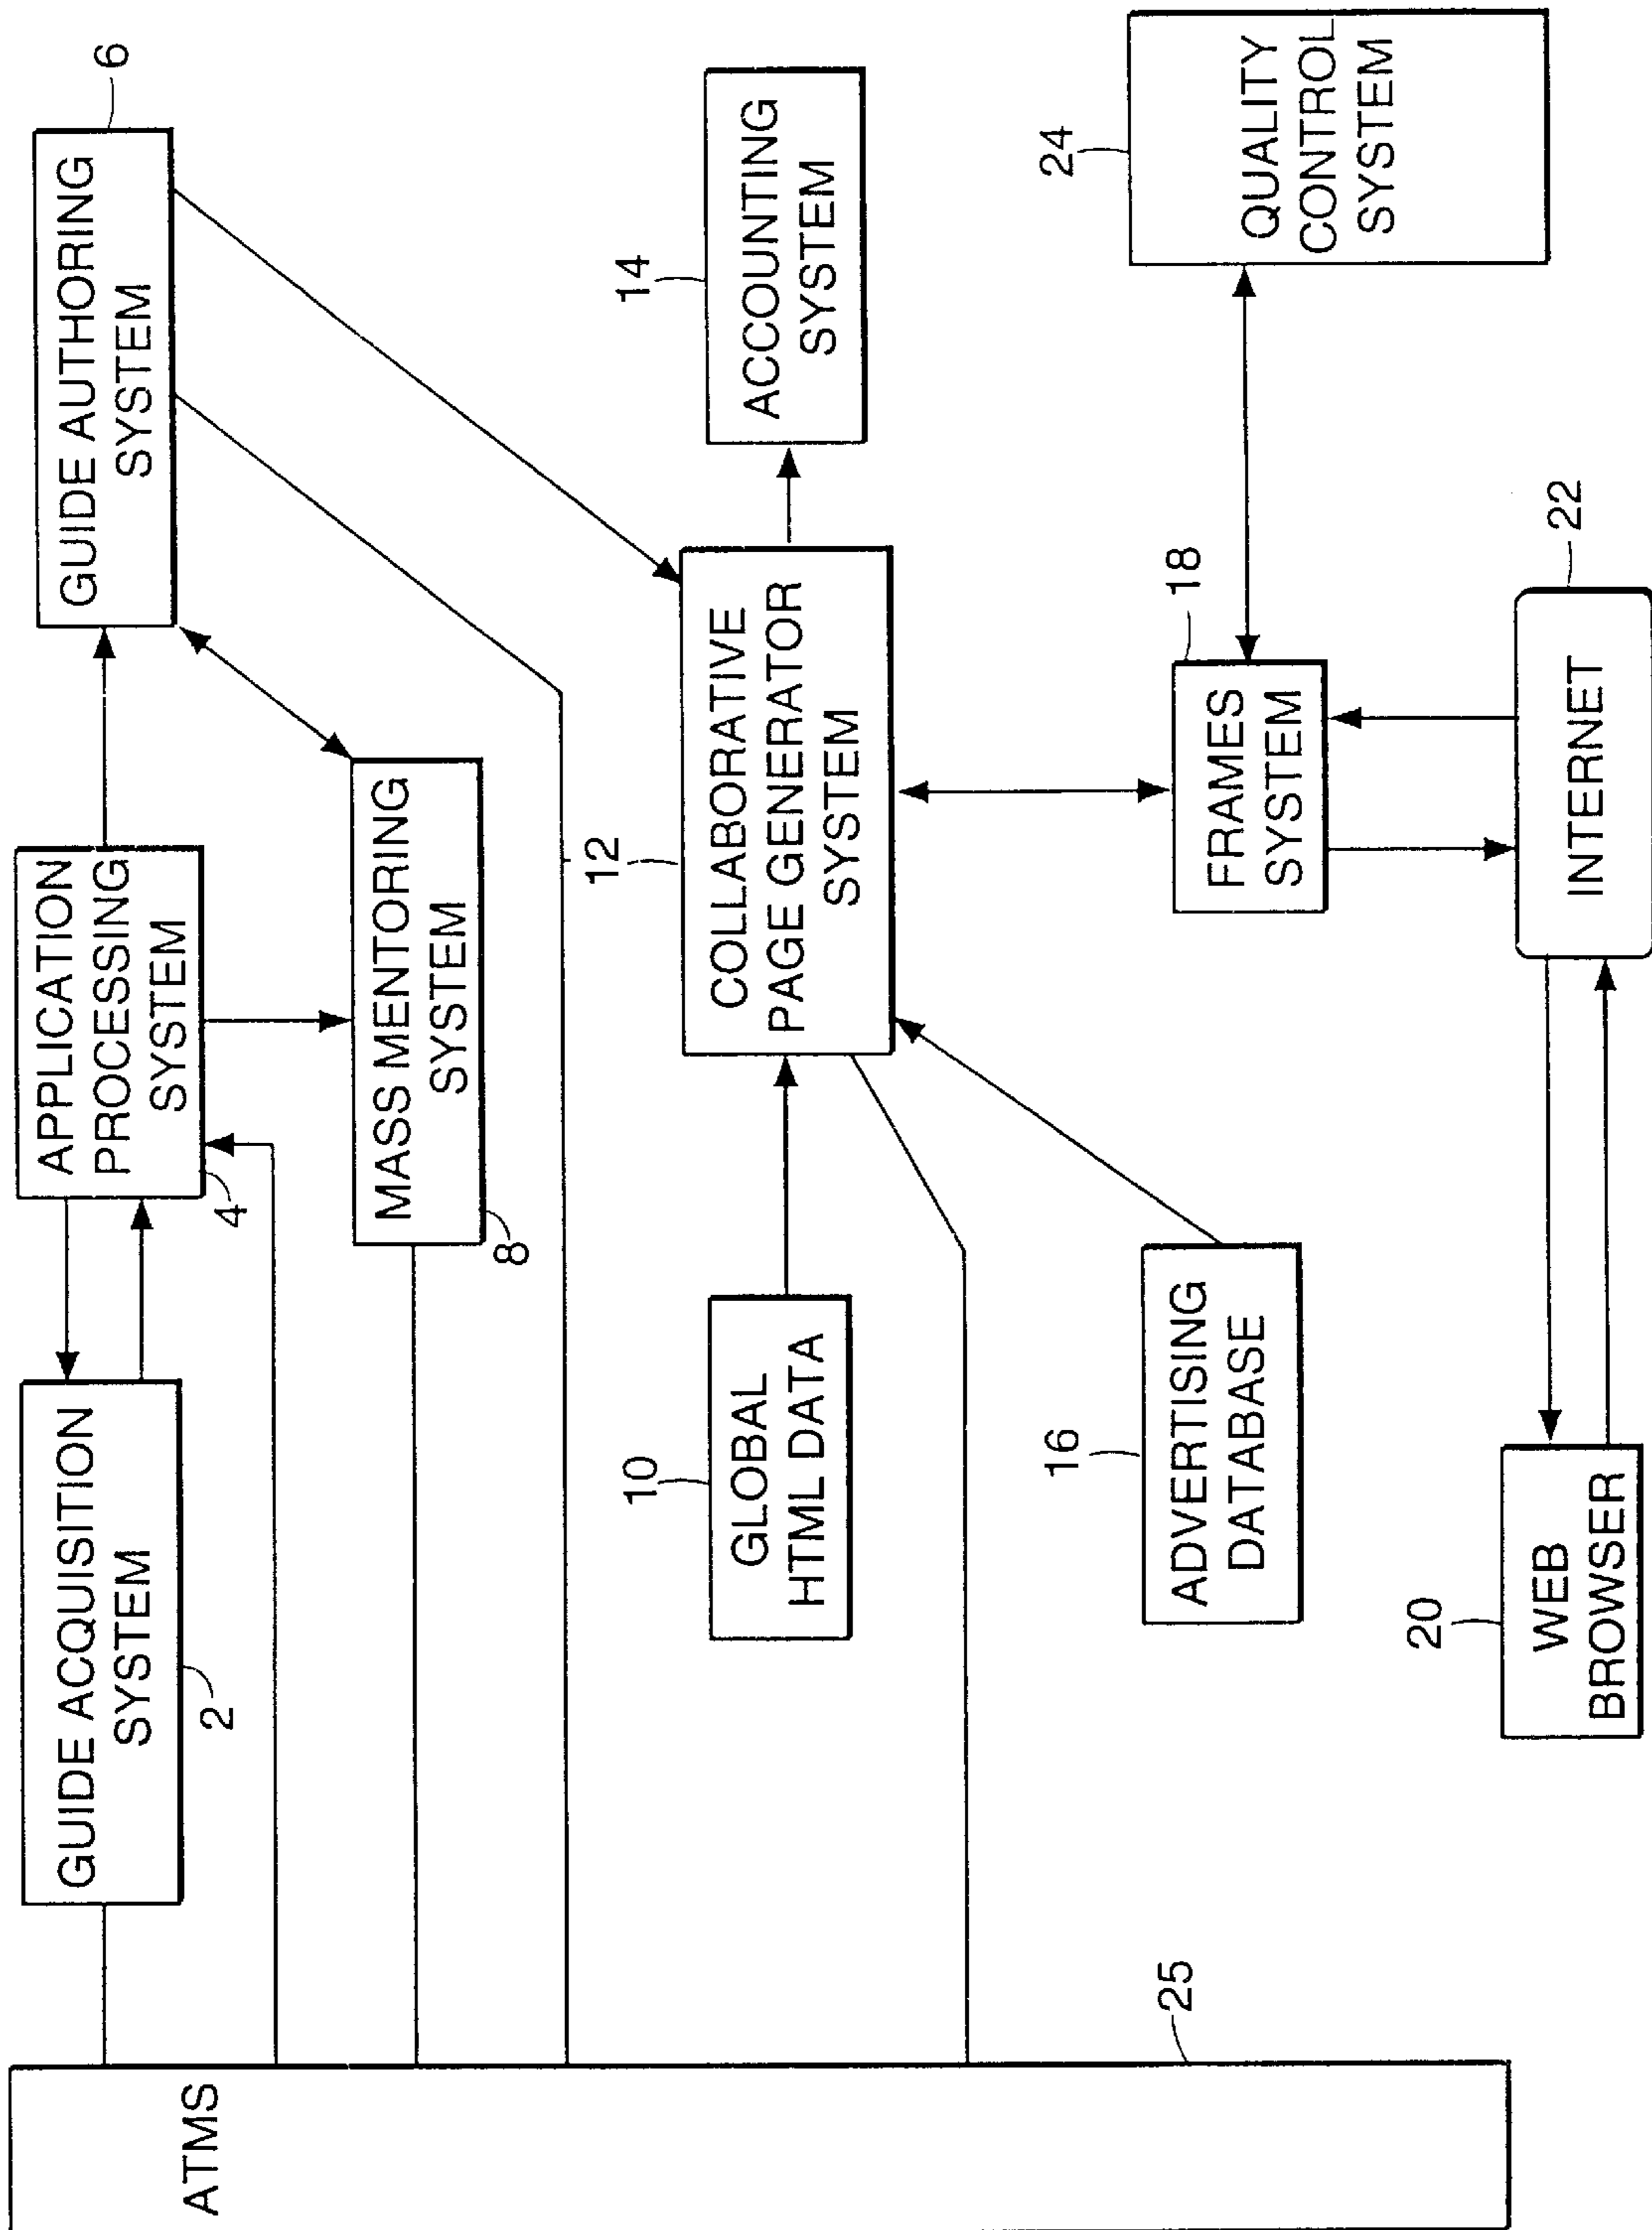 ATMS
25
GUIDE ACQUISITION
SYSTEM
2
APPLICATION
PROCESSING
SYSTEM
4
GUIDE AUTHORING
SYSTEM
6
MASS MENTORING
SYSTEM
8
GLOBAL
HTML DATA
10
COLLABORATIVE
PAGE GENERATOR
SYSTEM
12
ACCOUNTING
SYSTEM
14
ADVERTISING
DATABASE
16
FRAMES
SYSTEM
18
QUALITY
CONTROL
SYSTEM
24
WEB
BROWSER
20
INTERNET
22